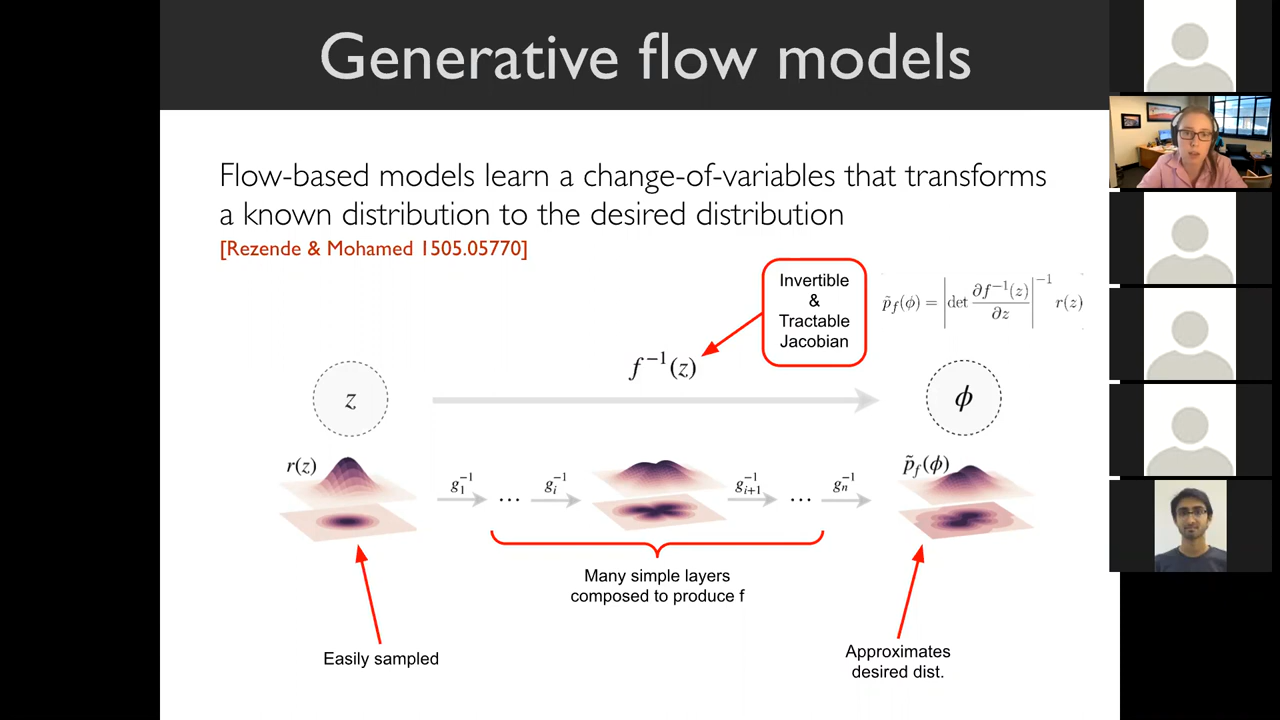 Generative flow models
Flow-based models learn a change-of-variables that transforms
a known distribution to the desired distribution
[Rezende & Mohamed 1505.05770]
Invertible
&
Tractable
Jacobian
p̃_f(ϕ) = |det ∂f⁻¹(z)/∂z|⁻¹ r(z)
f⁻¹(z)
z
ϕ
r(z)
g₁⁻¹
...
gᵢ⁻¹
gᵢ₊₁⁻¹
...
gₙ⁻¹
p̃_f(ϕ)
Many simple layers
composed to produce f
Easily sampled
Approximates
desired dist.